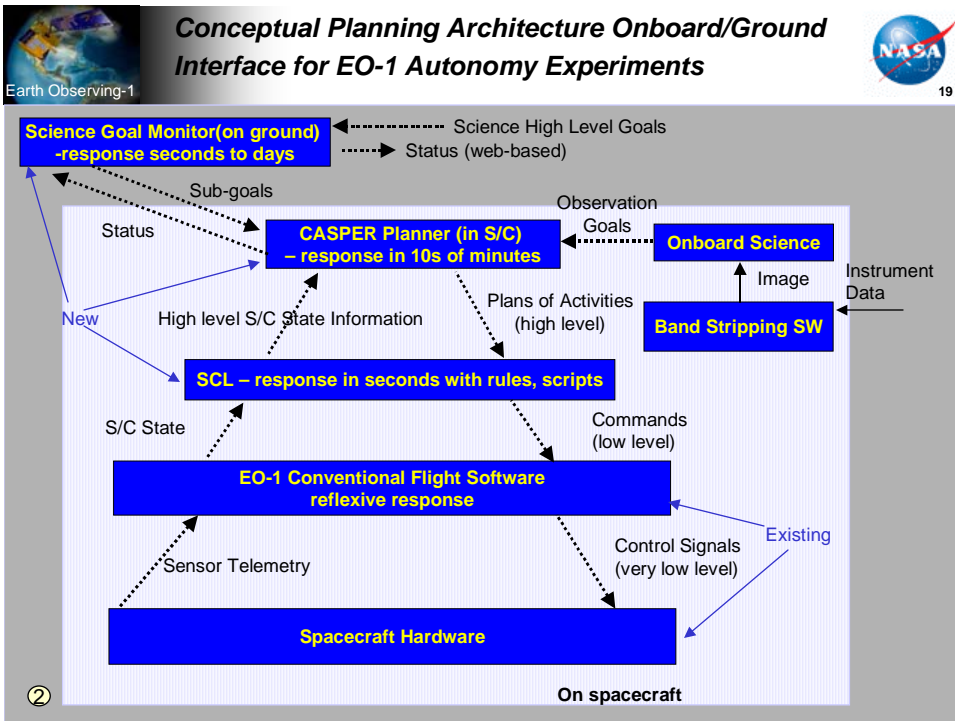 Conceptual Planning Architecture Onboard/Ground
Interface for EO-1 Autonomy Experiments
Earth Observing-1
NASA
19
Science Goal Monitor(on ground)
-response seconds to days
Science High Level Goals
Status (web-based)
Sub-goals
Status
Observation
Goals
CASPER Planner (in S/C)
– response in 10s of minutes
Onboard Science
Image
Instrument
Data
New
High level S/C State Information
Plans of Activities
(high level)
Band Stripping SW
SCL – response in seconds with rules, scripts
S/C State
Commands
(low level)
EO-1 Conventional Flight Software
reflexive response
Existing
Sensor Telemetry
Control Signals
(very low level)
Spacecraft Hardware
2
On spacecraft